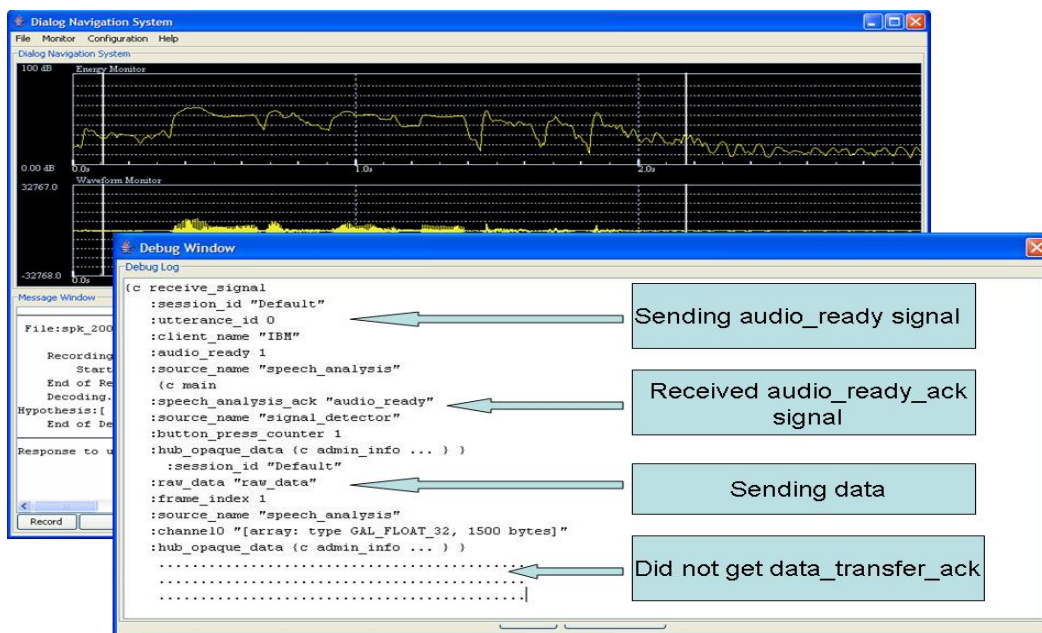 Dialog Navigation System
File Monitor Configuration Help
Dialog Navigation System
100 dB
Energy Monitor
0.00 dB
0.0s
1.0s
2.0s
32767.0
Waveform Monitor
-32768.0
0.0s
Message Window
File:spk_200
Recording
Start
End of Re
Decoding.
Hypothesis:[
End of De
Response to u
Record
Debug Window
Debug Log
{c receive_signal
:session_id "Default"
:utterance_id 0
:client_name "IBM"
:audio_ready 1
:source_name "speech_analysis"
{c main
:speech_analysis_ack "audio_ready"
:source_name "signal_detector"
:button_press_counter 1
:hub_opaque_data {c admin_info ... } }
:session_id "Default"
:raw_data "raw_data"
:frame_index 1
:source_name "speech_analysis"
:channel0 "[array: type GAL_FLOAT_32, 1500 bytes]"
:hub_opaque_data {c admin_info ... } }
Sending audio_ready signal
Received audio_ready_ack
signal
Sending data
Did not get data_transfer_ack